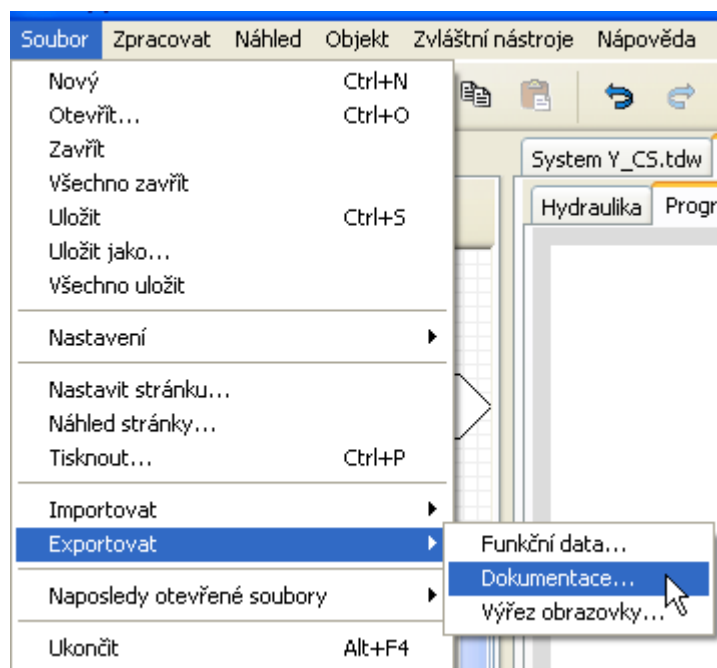 Soubor Zpracovat Náhled Objekt Zvláštní nástroje Nápověda
Nový Ctrl+N
Otevřít... Ctrl+O
Zavřít
Všechno zavřít
Uložit Ctrl+S
Uložit jako...
Všechno uložit
Nastavení
Nastavit stránku...
Náhled stránky...
Tisknout... Ctrl+P
Importovat
Exportovat
Naposledy otevřené soubory
Ukončit Alt+F4
System Y_CS.tdw
Hydraulika Progr
Funkční data...
Dokumentace...
Výřez obrazovky...